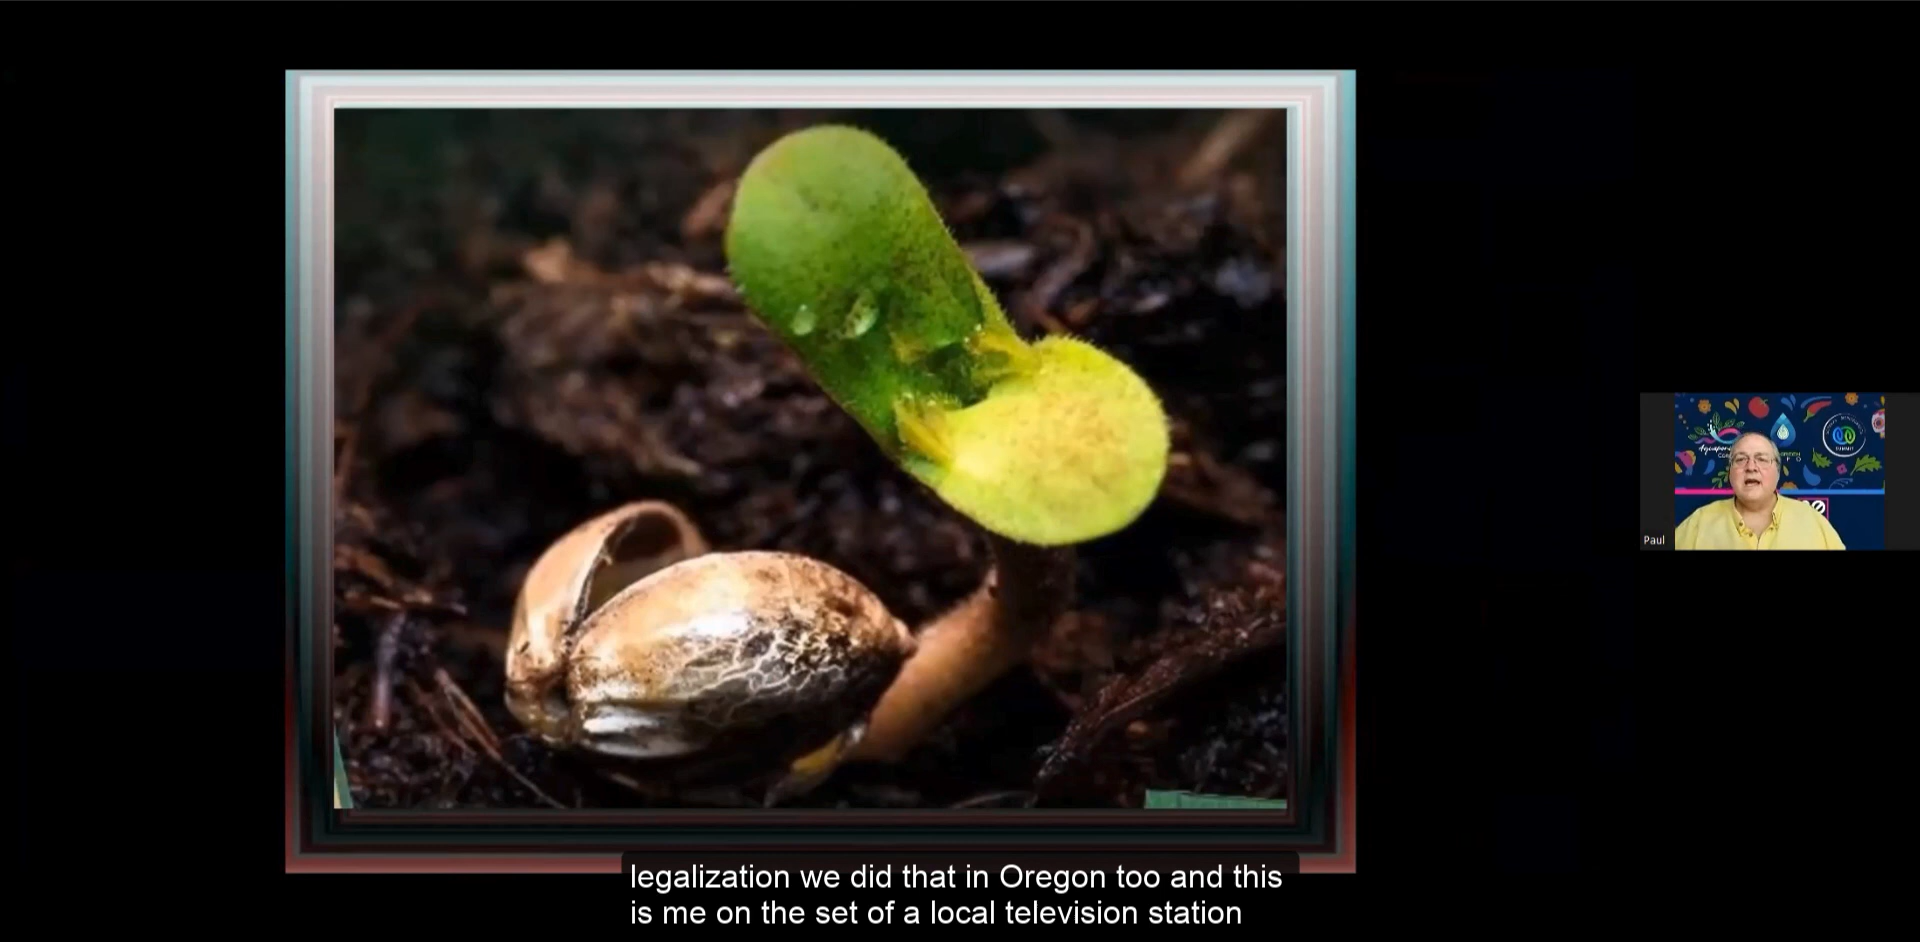 Paul
legalization we did that in Oregon too and this
is me on the set of a local television station